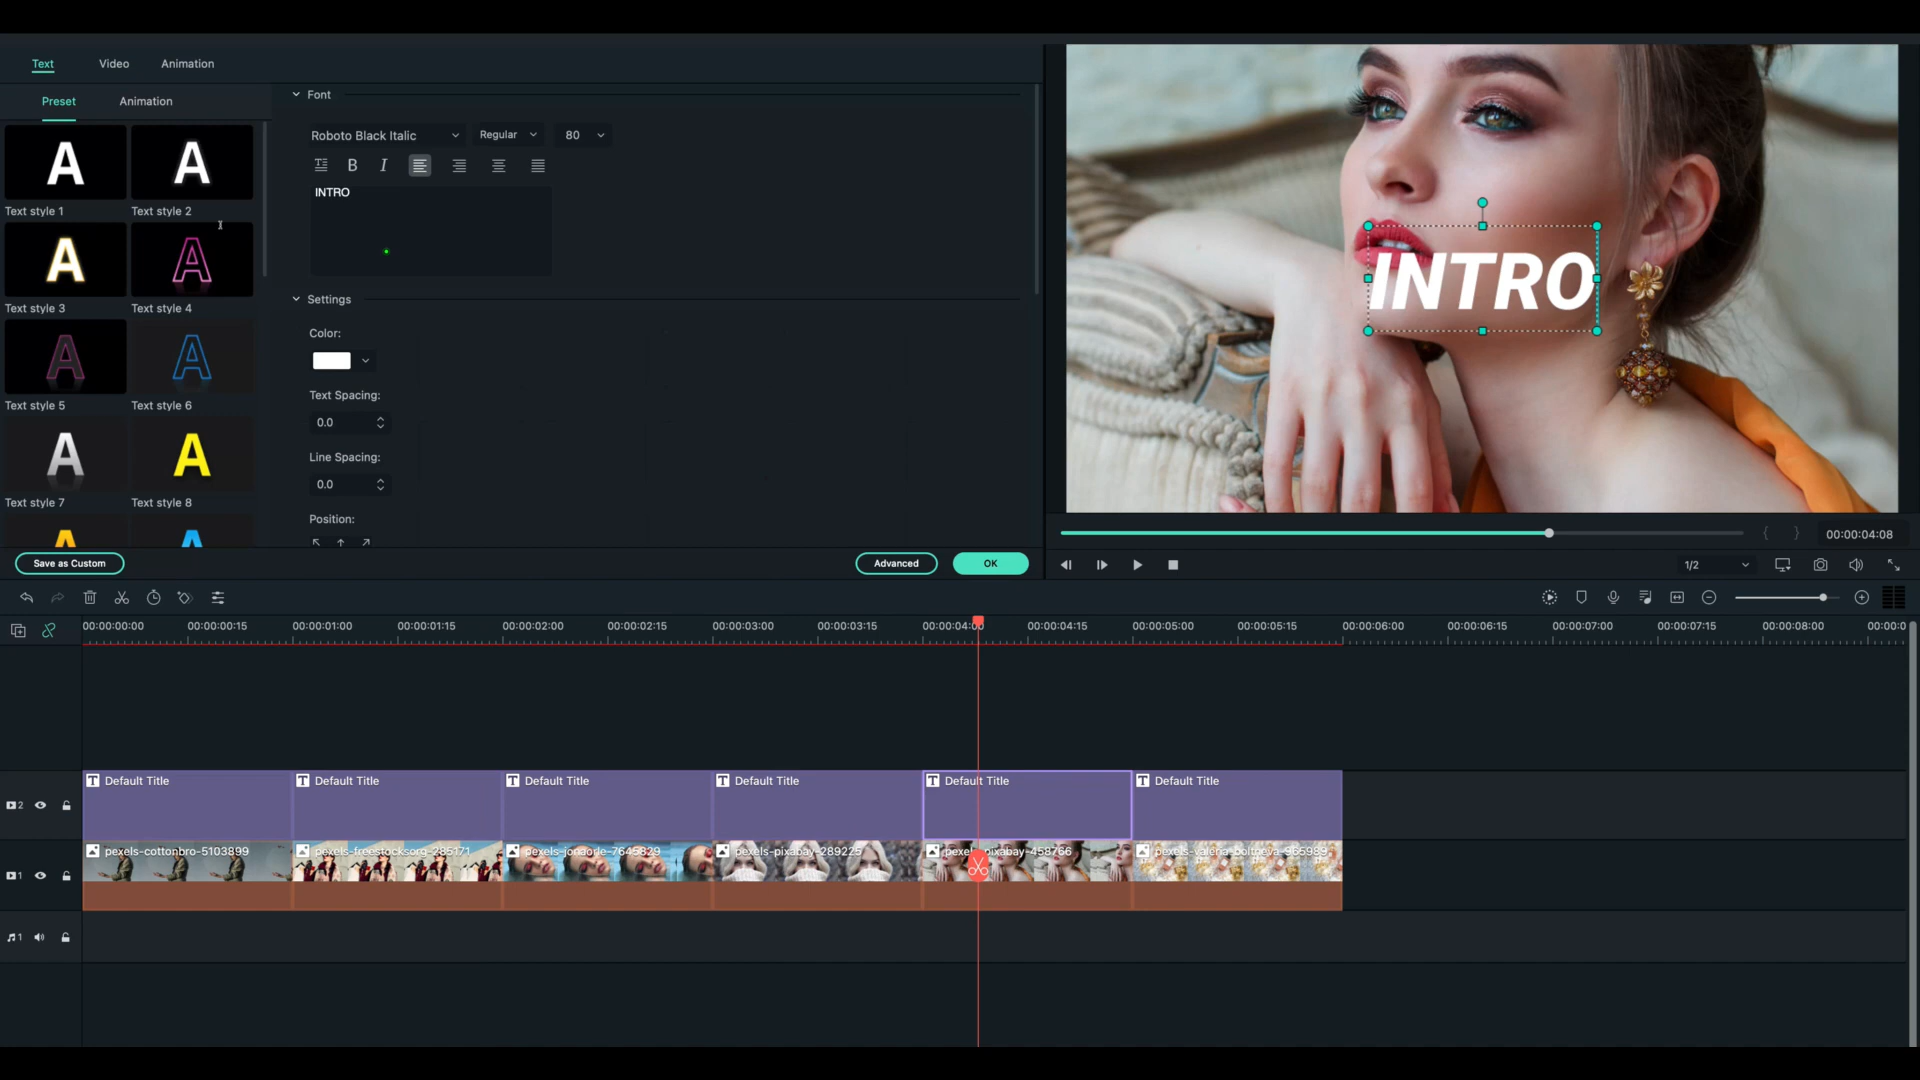 Text Video Animation
Preset Animation
Font
Roboto Black Italic Regular 80
B I
INTRO
A A
Text style 1 Text style 2
A A
Text style 3 Text style 4
A A
Text style 5 Text style 6
A A
Text style 7 Text style 8
Settings
Color:
Text Spacing:
0.0
Line Spacing:
0.0
Position:
Save as Custom Advanced OK
INTRO
00:00:04:08
1/2
00:00:00:00 00:00:00:15 00:00:01:00 00:00:01:15 00:00:02:00 00:00:02:15 00:00:03:00 00:00:03:15 00:00:04:00 00:00:04:15 00:00:05:00 00:00:05:15 00:00:06:00 00:00:06:15 00:00:07:00 00:00:07:15 00:00:08:00 00:00:0
T Default Title T Default Title T Default Title T Default Title T Default Title T Default Title
2
pexels-cottonbro-5103899 pexels-freestocksorg-285171 pexels-jonaorle-7645829 pexels-pixabay-289225 pexels-pixabay-458766 pexels-valeria-boltneva-965989
1
1